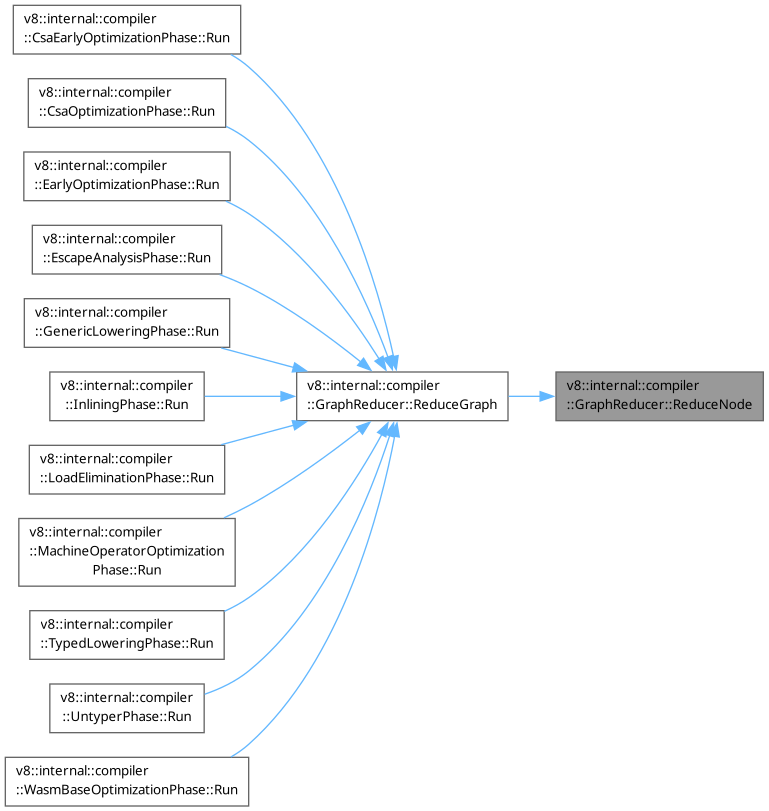 v8::internal::compiler
::CsaEarlyOptimizationPhase::Run
v8::internal::compiler
::CsaOptimizationPhase::Run
v8::internal::compiler
::EarlyOptimizationPhase::Run
v8::internal::compiler
::EscapeAnalysisPhase::Run
v8::internal::compiler
::GenericLoweringPhase::Run
v8::internal::compiler
::InliningPhase::Run
v8::internal::compiler
::LoadEliminationPhase::Run
v8::internal::compiler
::MachineOperatorOptimization
Phase::Run
v8::internal::compiler
::TypedLoweringPhase::Run
v8::internal::compiler
::UntyperPhase::Run
v8::internal::compiler
::WasmBaseOptimizationPhase::Run
v8::internal::compiler
::GraphReducer::ReduceGraph
v8::internal::compiler
::GraphReducer::ReduceNode